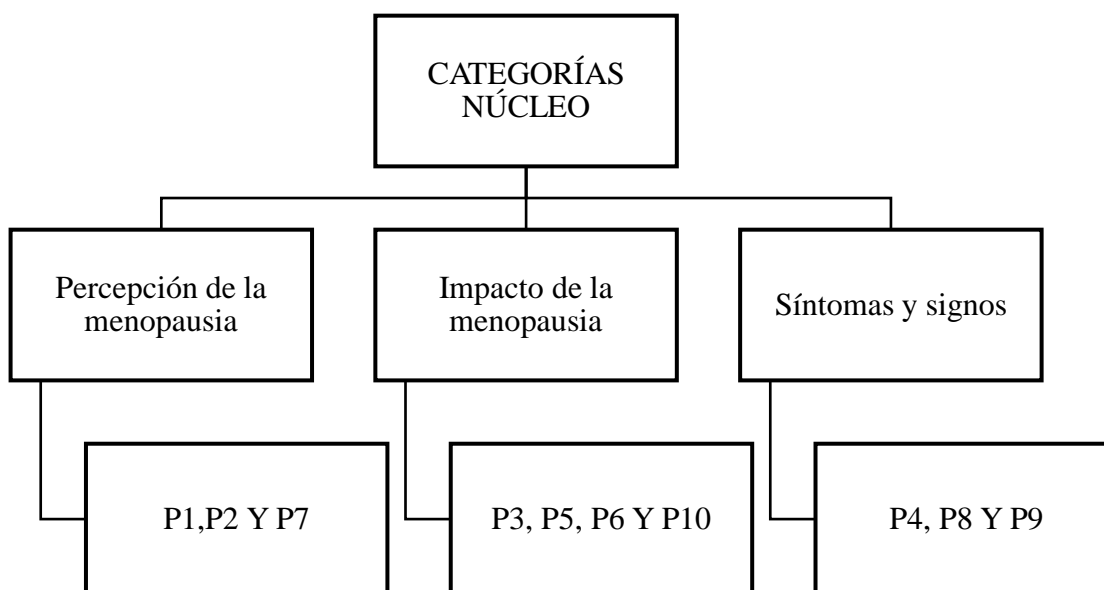 CATEGORÍAS
NÚCLEO
Percepción de la
menopausia
Impacto de la
menopausia
Síntomas y signos
P1,P2 Y P7
P3, P5, P6 Y P10
P4, P8 Y P9